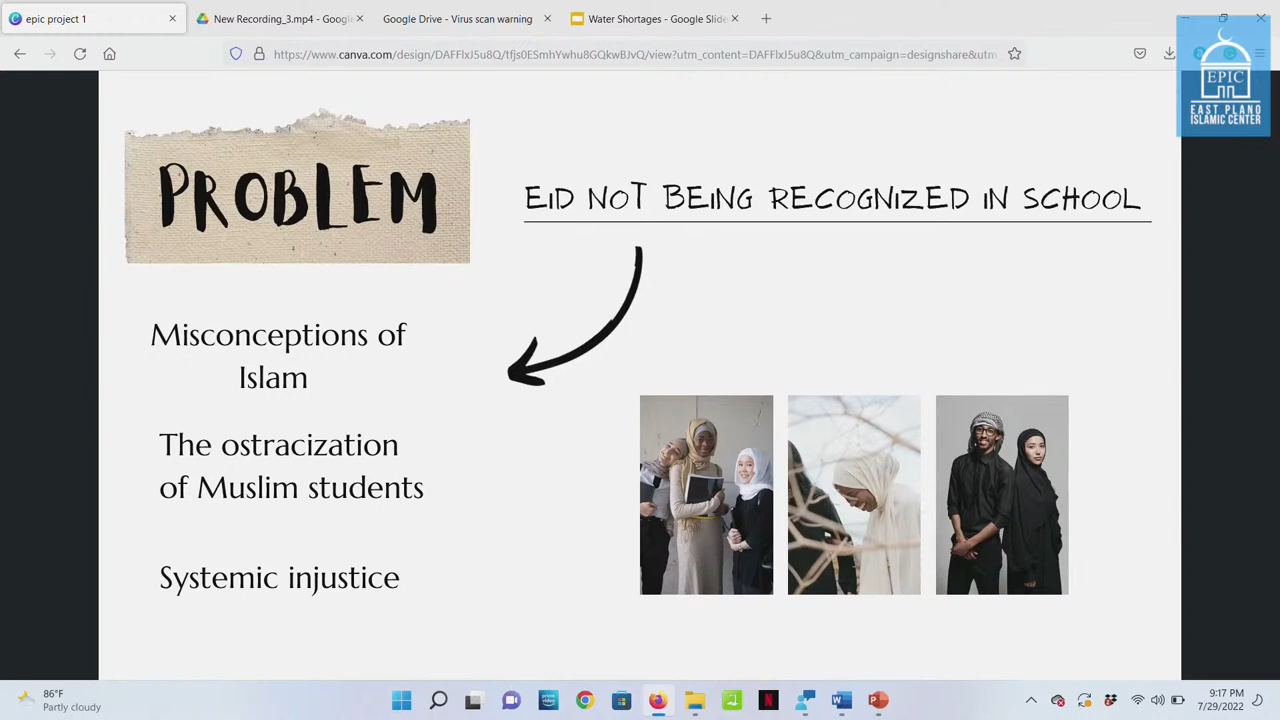 epic project 1
New Recording_3.mp4 - Google
Google Drive - Virus scan warning
Water Shortages - Google Slide
https://www.canva.com/design/DAFFlxJ5u8Q/tfjsHESmhYwhu8GQkwBJvQ/view?utm_content=DAFFlxJ5u8Q&utm_campaign=designshare&utm
EPIC
EAST PLANO
ISLAMIC CENTER
PROBLEM
EID NOT BEING RECOGNIZED IN SCHOOL
Misconceptions of
Islam
The ostracization
of Muslim students
Systemic injustice
86°F
Partly cloudy
9:17 PM
7/29/2022